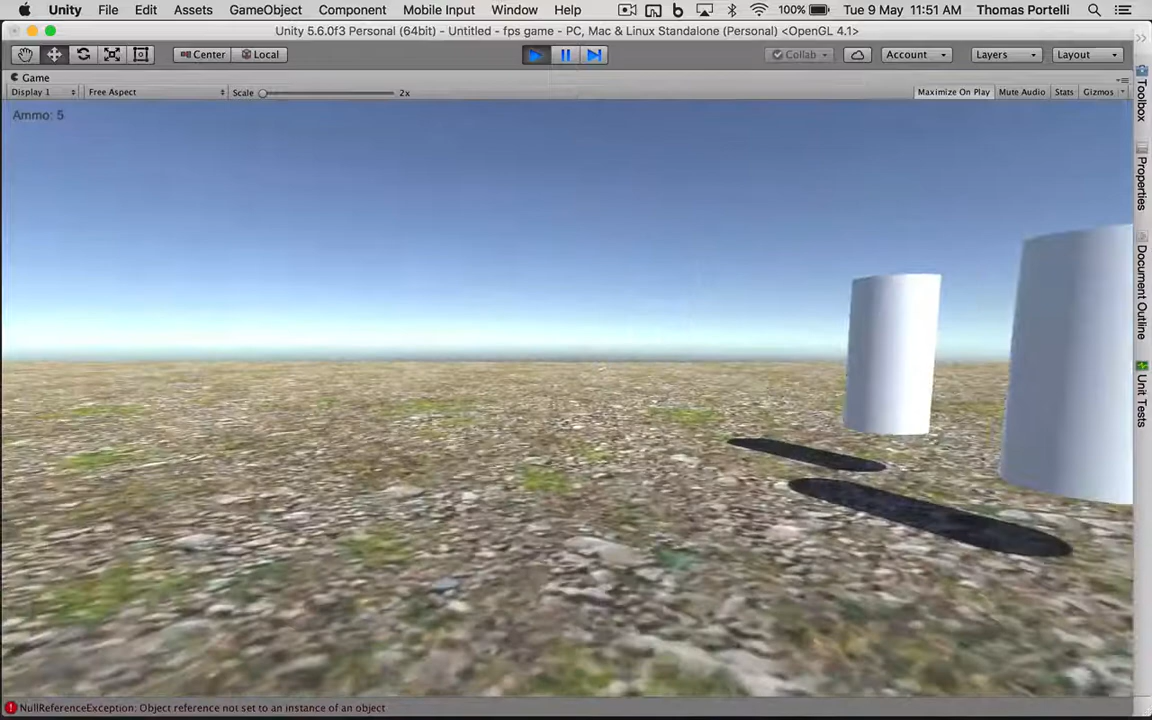 Unity File Edit Assets GameObject Component Mobile Input Window Help 100% Tue 9 May 11:51 AM Thomas Portelli
Unity 5.6.0f3 Personal (64bit) - Untitled - fps game - PC, Mac & Linux Standalone (Personal) <OpenGL 4.1>
Center Local Collab Account Layers Layout
Game
Display 1 Free Aspect Scale 2x Maximize On Play Mute Audio Stats Gizmos
Ammo: 5
Toolbox
Properties
Document Outline
Unit Tests
NullReferenceException: Object reference not set to an instance of an object